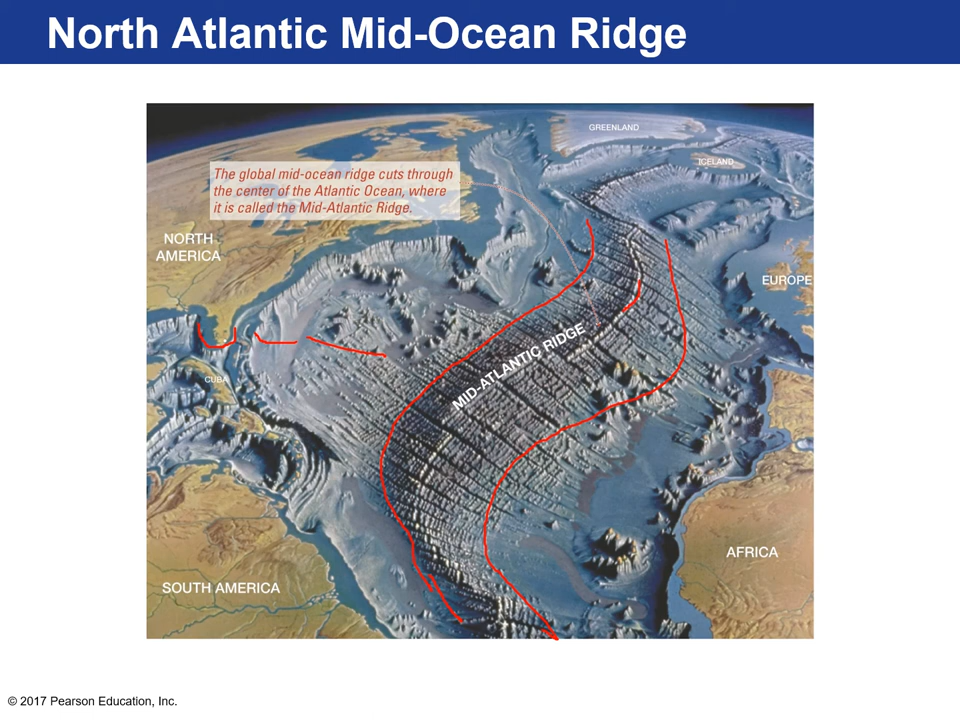 North Atlantic Mid-Ocean Ridge
GREENLAND
ICELAND
The global mid-ocean ridge cuts through
the center of the Atlantic Ocean, where
it is called the Mid-Atlantic Ridge.
NORTH
AMERICA
EUROPE
MID-ATLANTIC RIDGE
CUBA
AFRICA
SOUTH AMERICA
© 2017 Pearson Education, Inc.